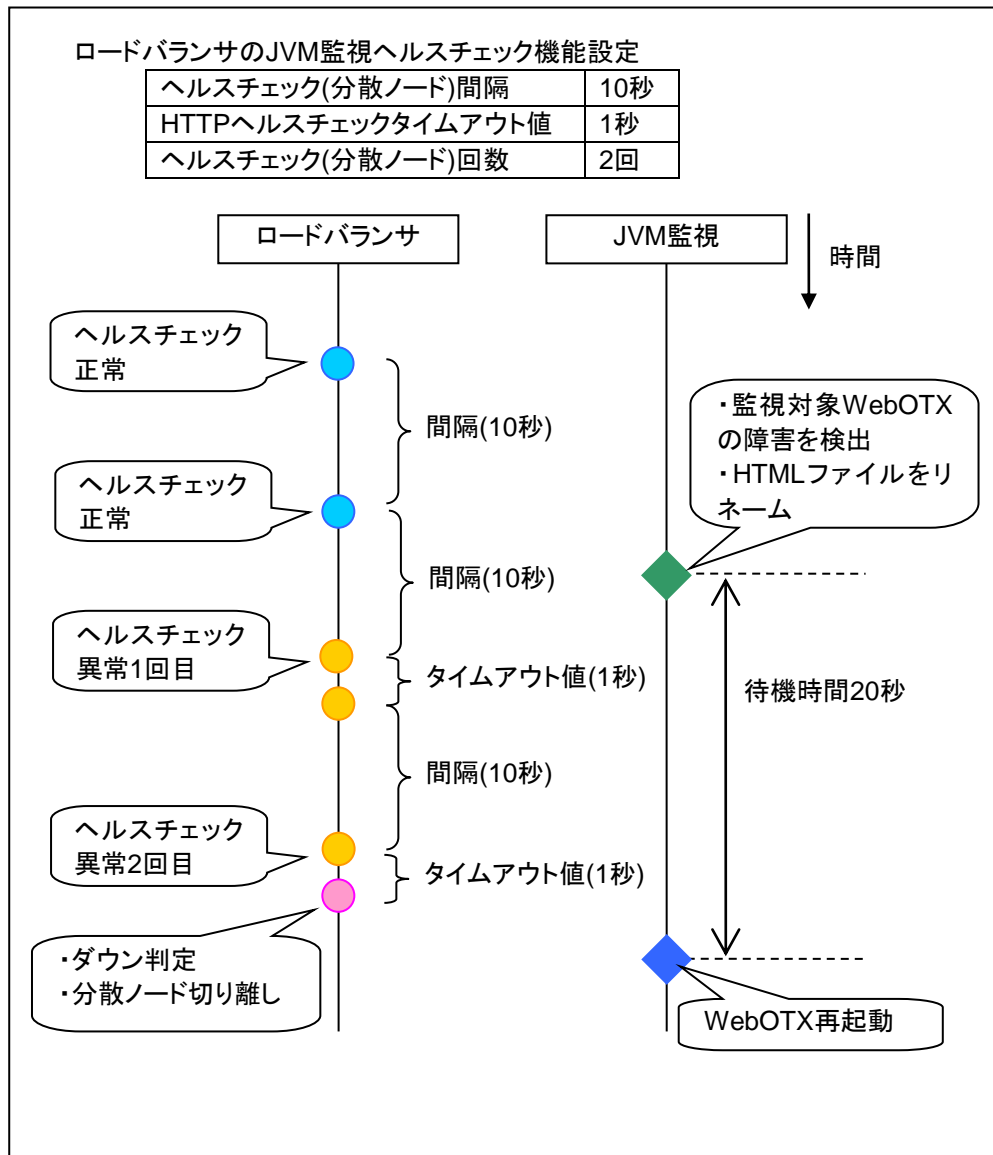 ロードバランサのJVM監視ヘルスチェック機能設定
ヘルスチェック(分散ノード)間隔 10秒
HTTPヘルスチェックタイムアウト値 1秒
ヘルスチェック(分散ノード)回数 2回
ロードバランサ
JVM監視
時間
ヘルスチェック
正常
間隔(10秒)
・監視対象WebOTX
の障害を検出
・HTMLファイルをリ
ネーム
ヘルスチェック
正常
間隔(10秒)
ヘルスチェック
異常1回目
タイムアウト値(1秒)
待機時間20秒
間隔(10秒)
ヘルスチェック
異常2回目
タイムアウト値(1秒)
・ダウン判定
・分散ノード切り離し
WebOTX再起動